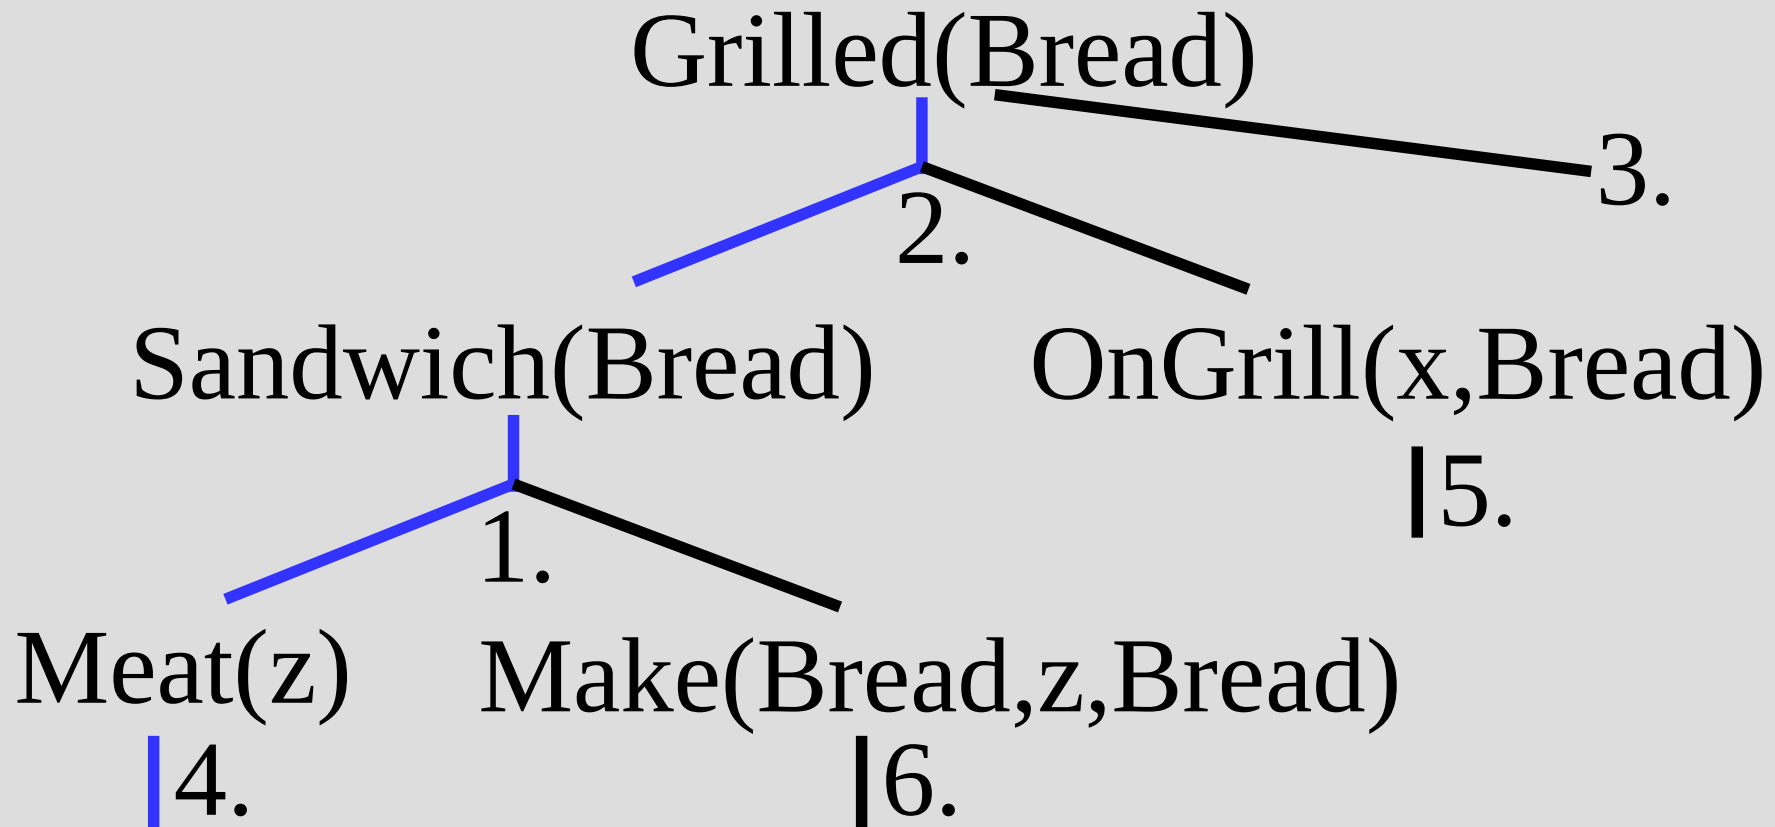 Grilled(Bread)
3.
2.
Sandwich(Bread)
OnGrill(x,Bread)
5.
1.
Meat(z)
Make(Bread,z,Bread)
4.
6.